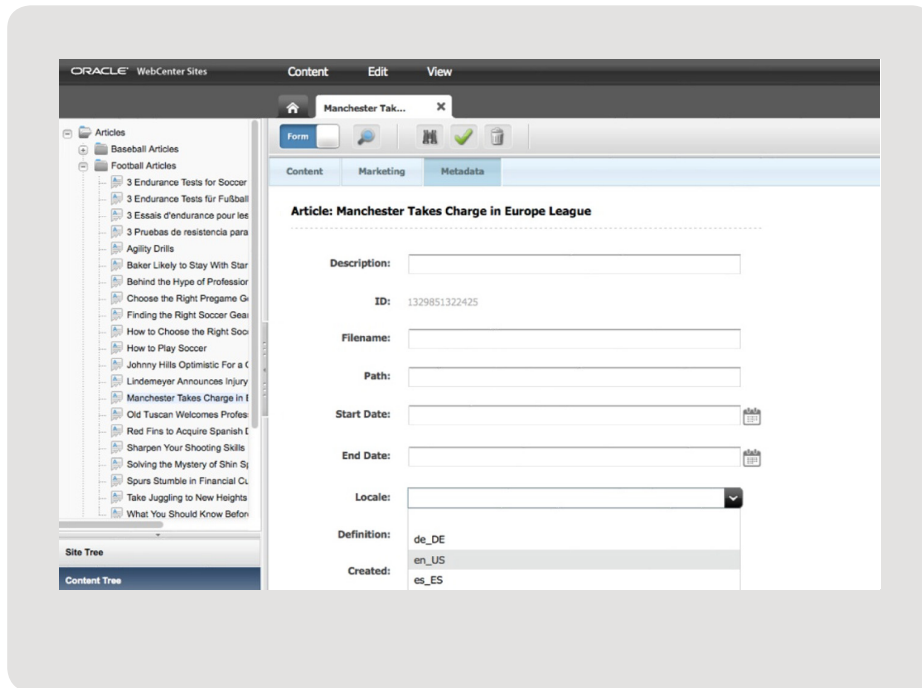 ORACLE WebCenter Sites
Content Edit View
Manchester Tak...
Form
Articles
Baseball Articles
Football Articles
3 Endurance Tests for Soccer
3 Endurance Tests für Fußball
3 Essais d'endurance pour les
3 Pruebas de resistencia para
Agility Drills
Baker Likely to Stay With Star
Behind the Hype of Profession
Choose the Right Pregame
Finding the Right Soccer Gear
How to Choose the Right
How to Play Soccer
Johnny Hills Optimistic For a
Lindemeyer Announces Injury
Manchester Takes Charge in
Old Tuscan Welcomes
Red Fins to Acquire Spanish
Sharpen Your Shooting Skills
Solving the Mystery of Shin
Spurs Stumble in Financial
Take Juggling to New Heights
What You Should Know
Site Tree
Content Tree
Content Marketing Metadata
Article: Manchester Takes Charge in Europe League
Description:
ID: 1329851322425
Filename:
Path:
Start Date:
End Date:
Locale:
Definition:
de_DE
en_US
Created:
es_ES